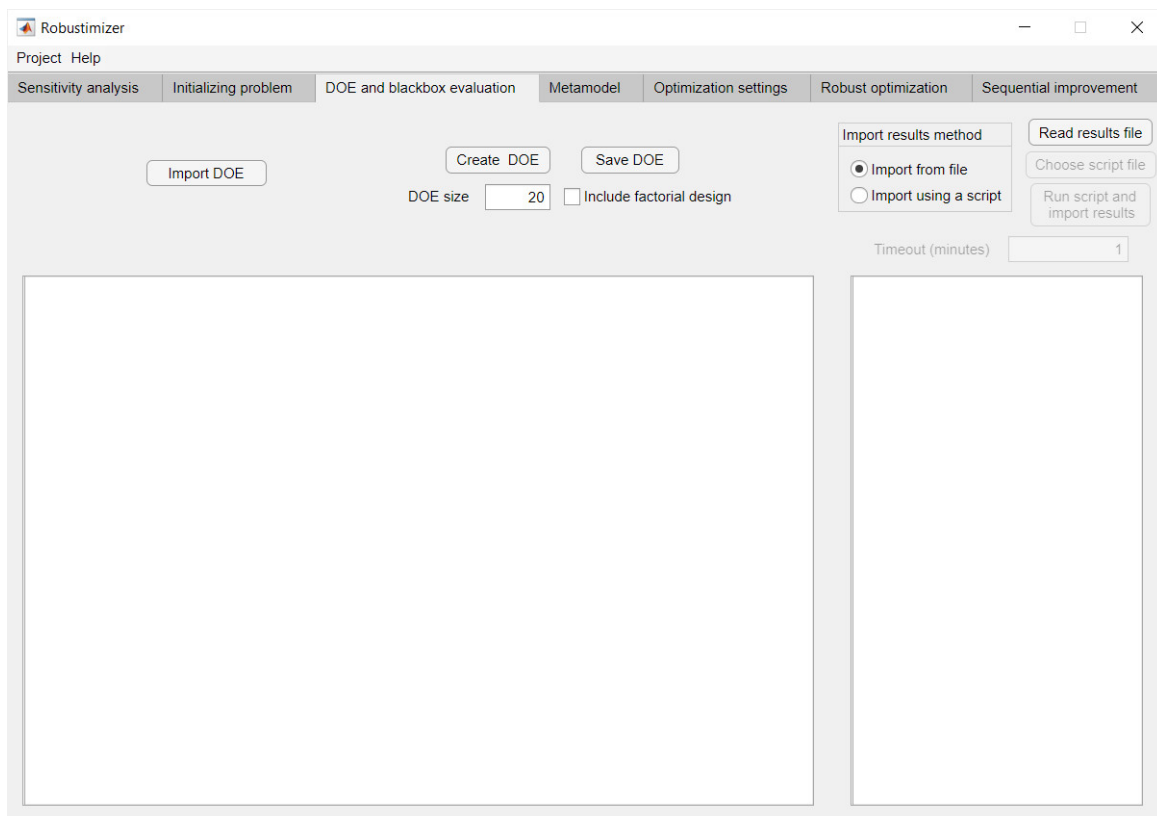 Robustimizer
Project Help
Sensitivity analysis Initializing problem DOE and blackbox evaluation Metamodel Optimization settings Robust optimization Sequential improvement
Import DOE
Create DOE Save DOE
DOE size 20 Include factorial design
Import results method
Import from file
Import using a script
Read results file
Choose script file
Run script and
import results
Timeout (minutes) 1